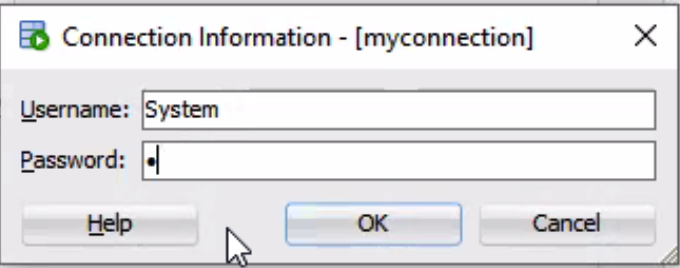 Connection Information - [myconnection]
Username: System
Password: •
Help OK Cancel